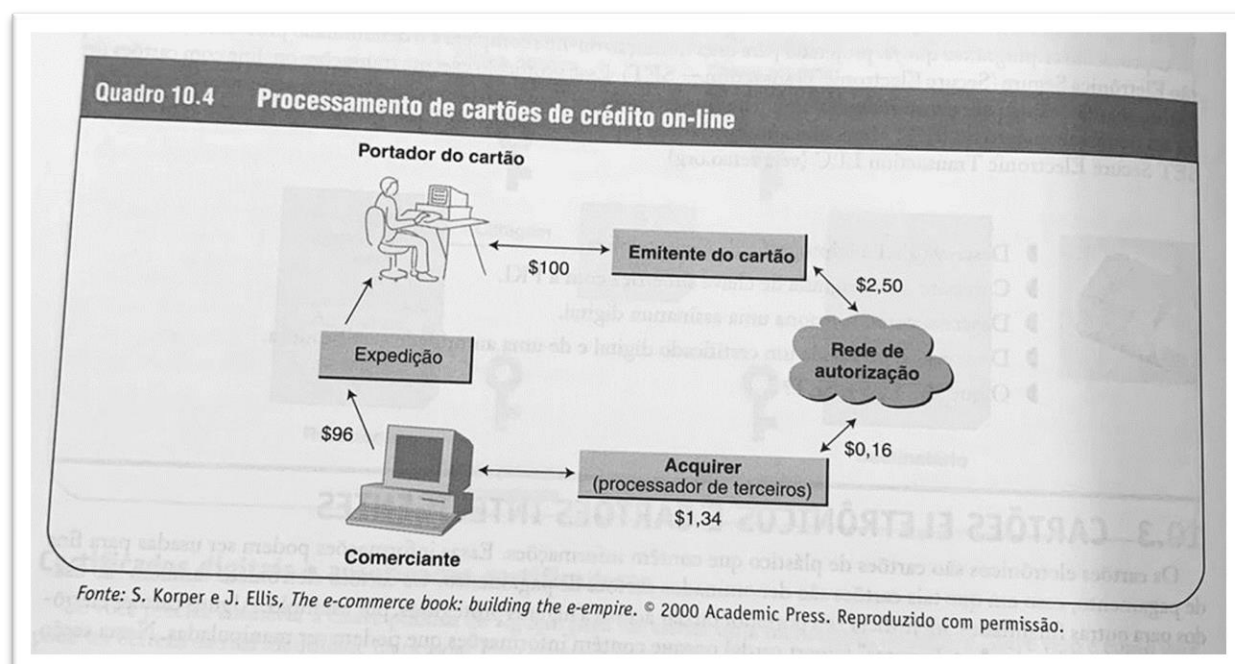 Quadro 10.4 Processamento de cartões de crédito on-line
Portador do cartão
$100
Emitente do cartão
$2,50
Rede de
autorização
Expedição
$96
$0,16
Acquirer
(processador de terceiros)
$1,34
Comerciante
Fonte: S. Korper e J. Ellis, The e-commerce book: building the e-empire. © 2000 Academic Press. Reproduzido com permissão.